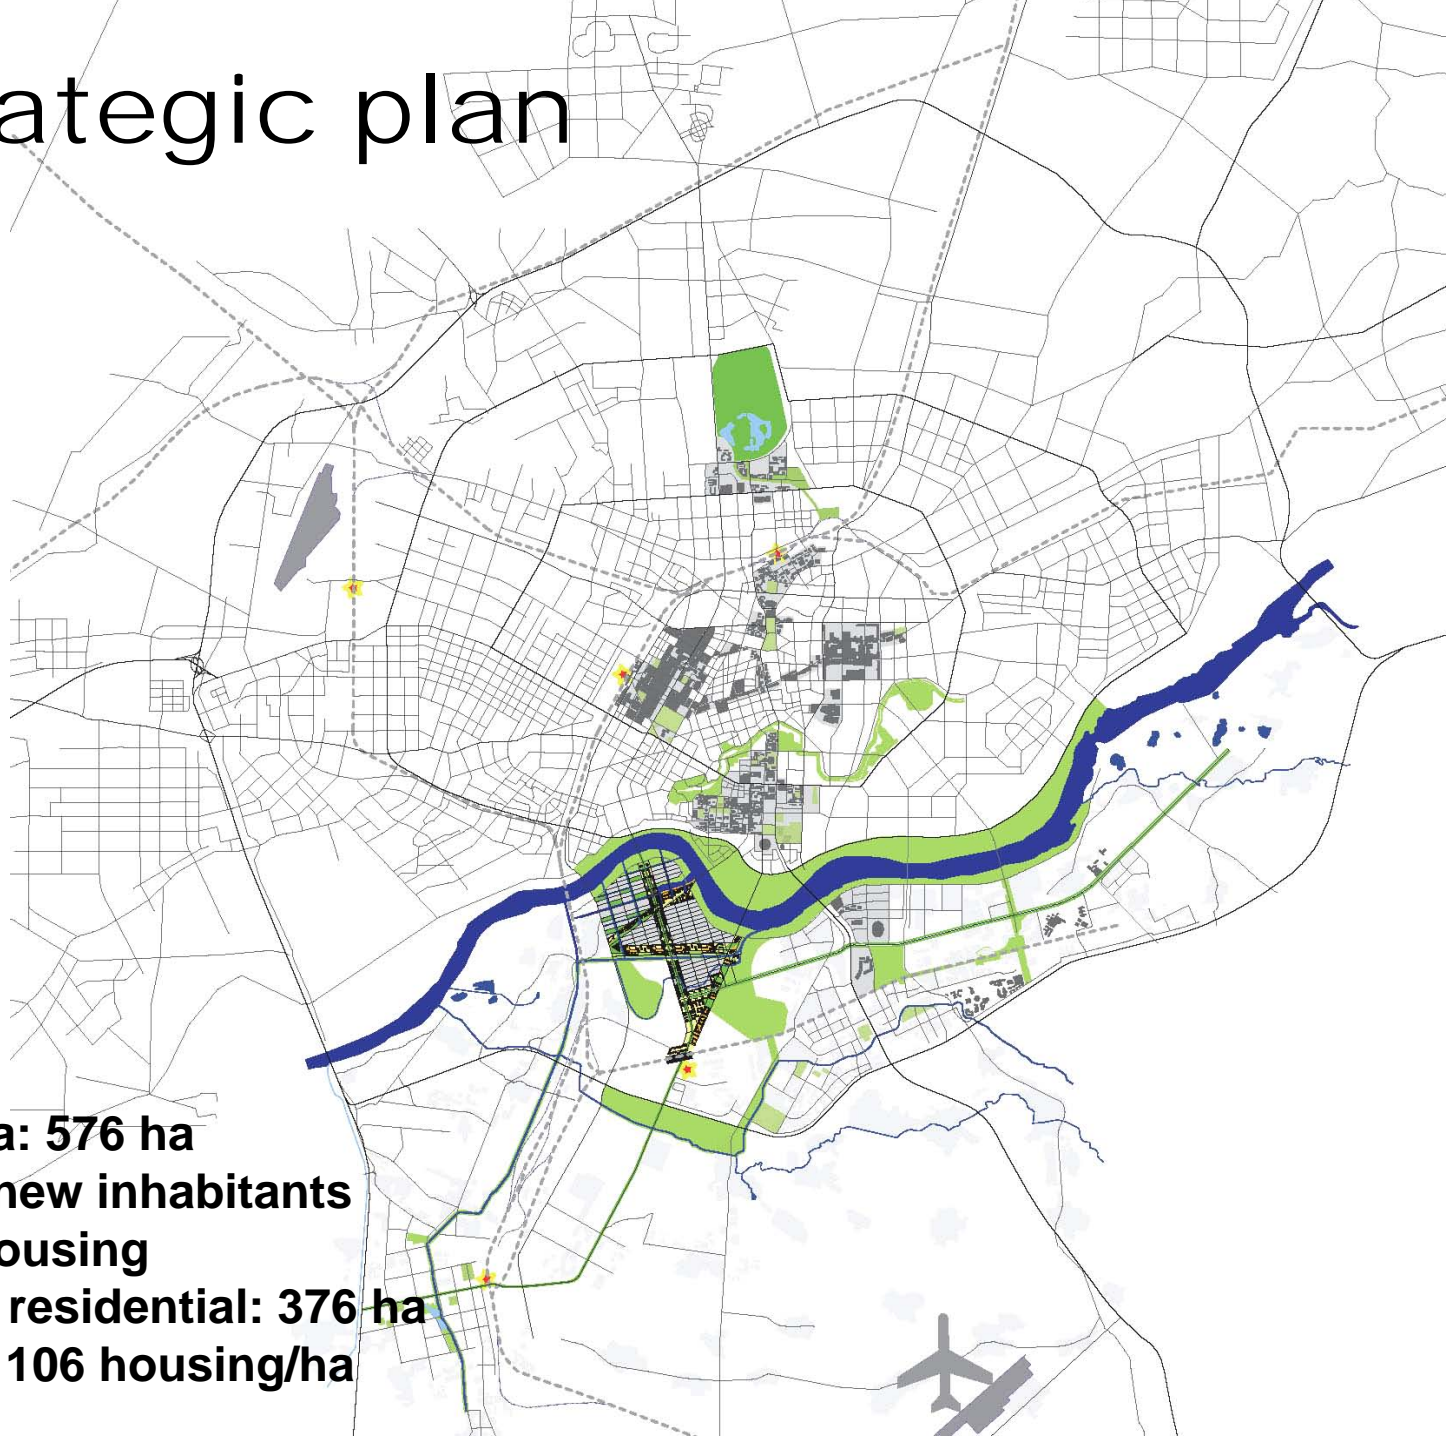 ategic plan
a: 576 ha
new inhabitants
ousing
residential: 376 ha
106 housing/ha